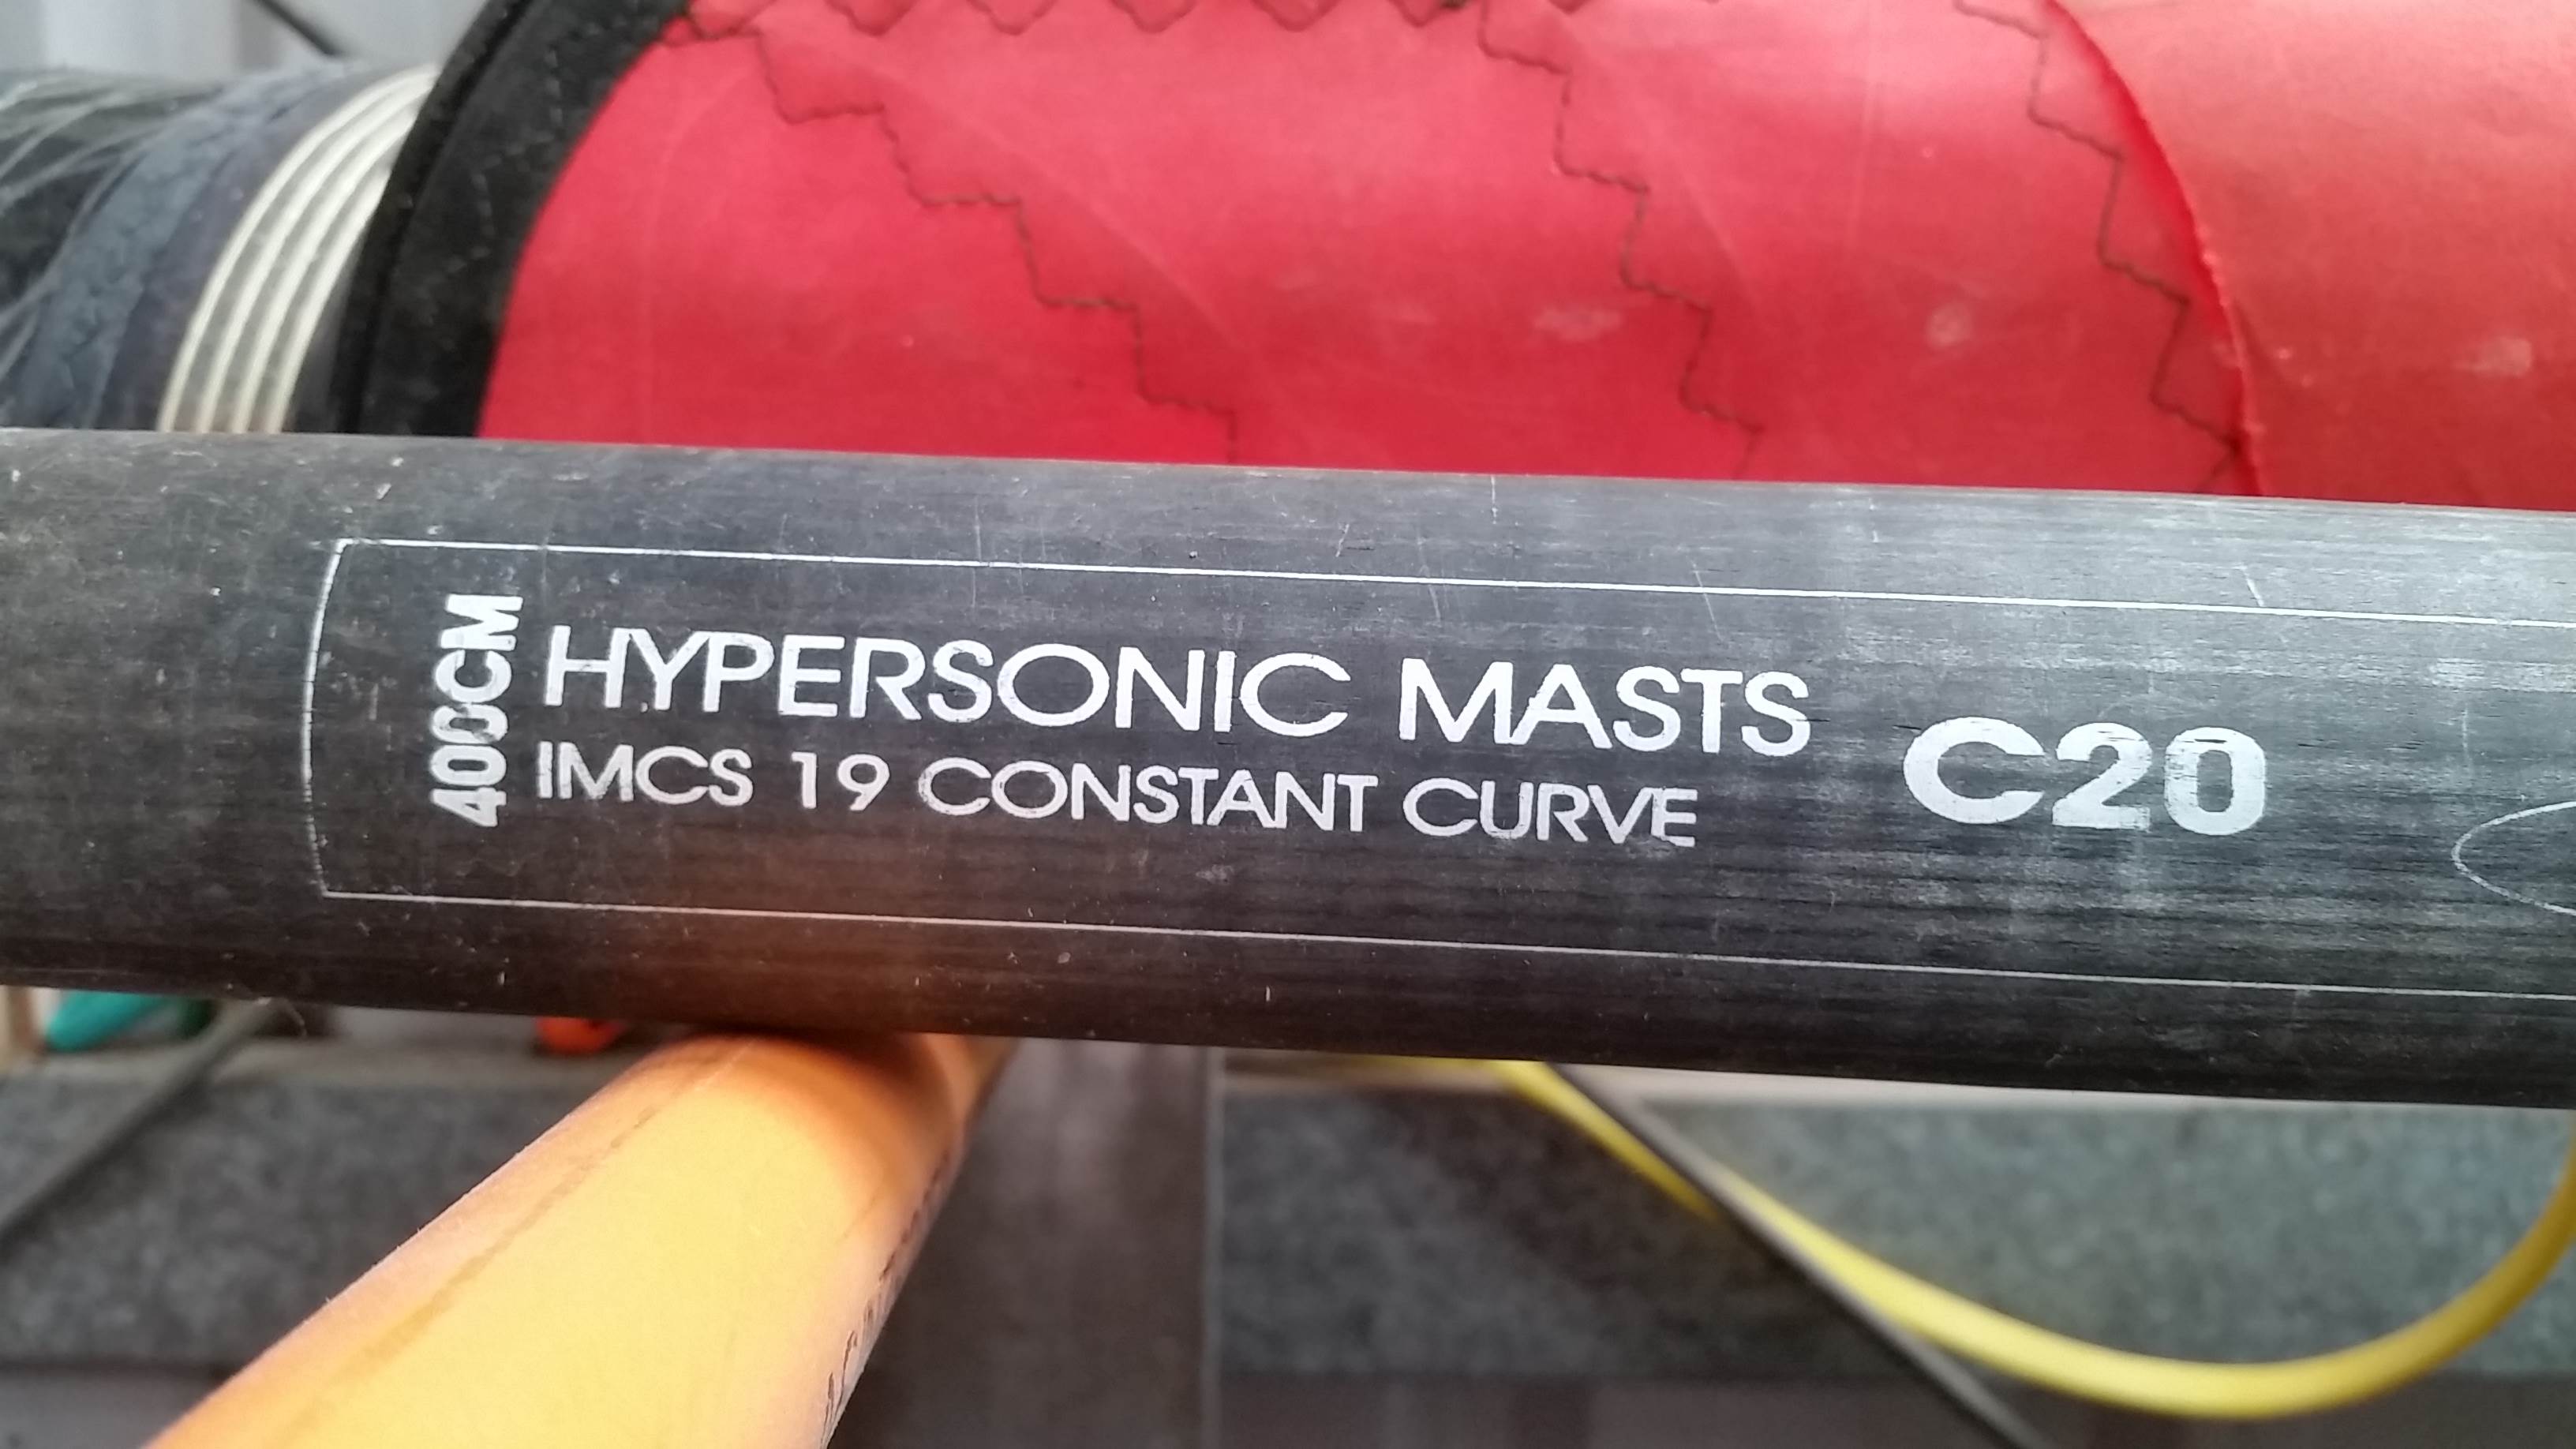 400CM
HYPERSONIC MASTS
IMCS 19 CONSTANT CURVE
C20